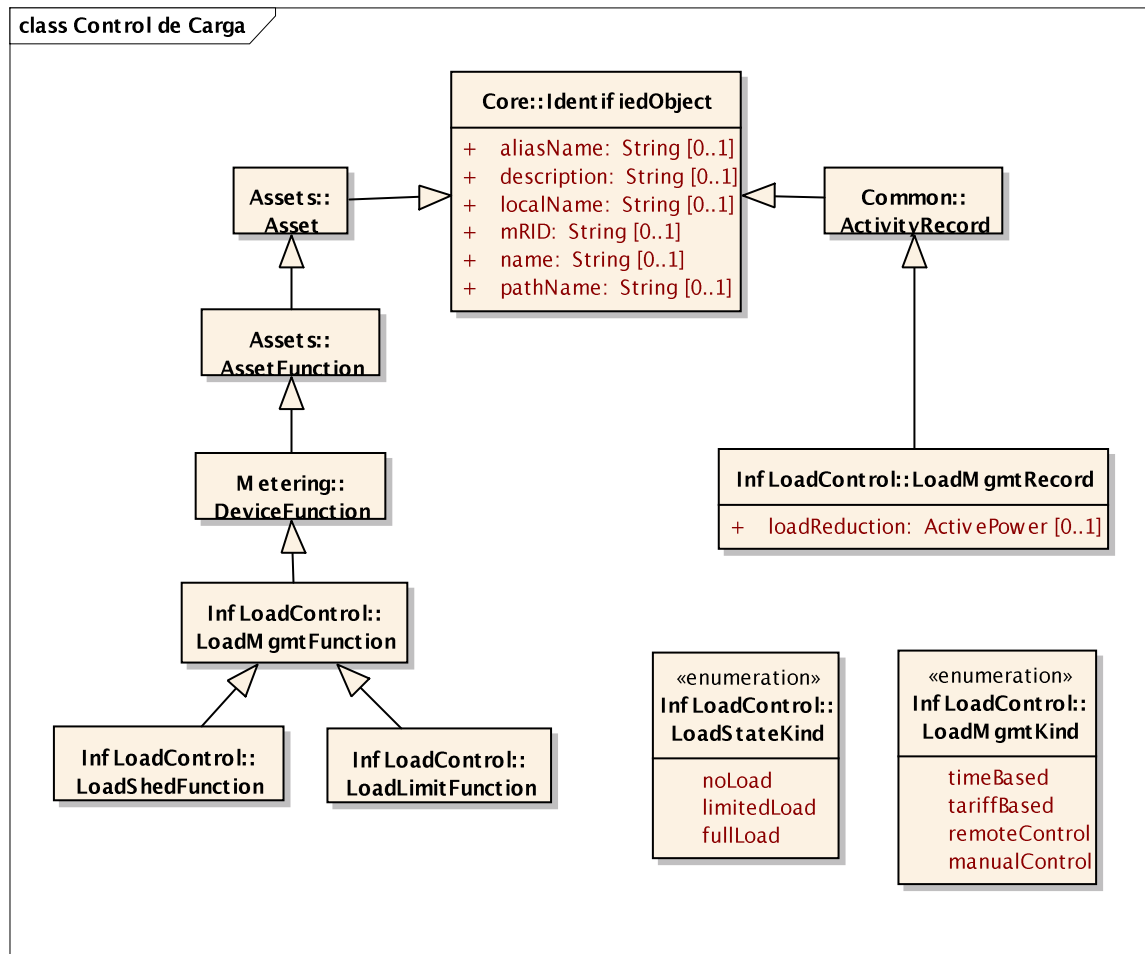 class Control de Carga
Core::IdentifiedObject
+ aliasName: String [0..1]
+ description: String [0..1]
+ localName: String [0..1]
+ mRID: String [0..1]
+ name: String [0..1]
+ pathName: String [0..1]
Assets::
Asset
Common::
ActivityRecord
Assets::
AssetFunction
Metering::
DeviceFunction
InfLoadControl::LoadMgmtRecord
+ loadReduction: ActivePower [0..1]
InfLoadControl::
LoadMgmtFunction
InfLoadControl::
LoadShedFunction
InfLoadControl::
LoadLimitFunction
«enumeration»
InfLoadControl::
LoadStateKind
noLoad
limitedLoad
fullLoad
«enumeration»
InfLoadControl::
LoadMgmtKind
timeBased
tariffBased
remoteControl
manualControl